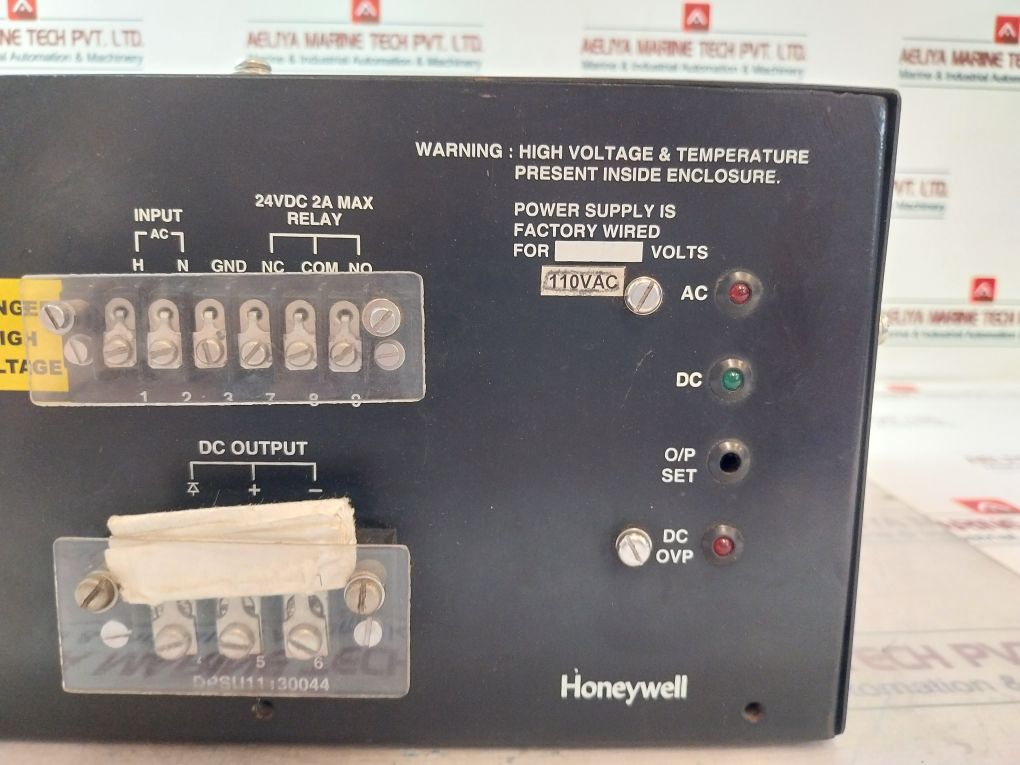 AELIYA MARINE TECH PVT. LTD.
Marine & Industrial Automation & Machinery
WARNING : HIGH VOLTAGE & TEMPERATURE
PRESENT INSIDE ENCLOSURE.
POWER SUPPLY IS
FACTORY WIRED
FOR VOLTS
110VAC
INPUT
AC
H N GND NC COM NO
24VDC 2A MAX
RELAY
1 2 3 7 8 9
DC OUTPUT
+ −
5 6
DPSU11:30044
AC
DC
O/P
SET
DC
OVP
Honeywell